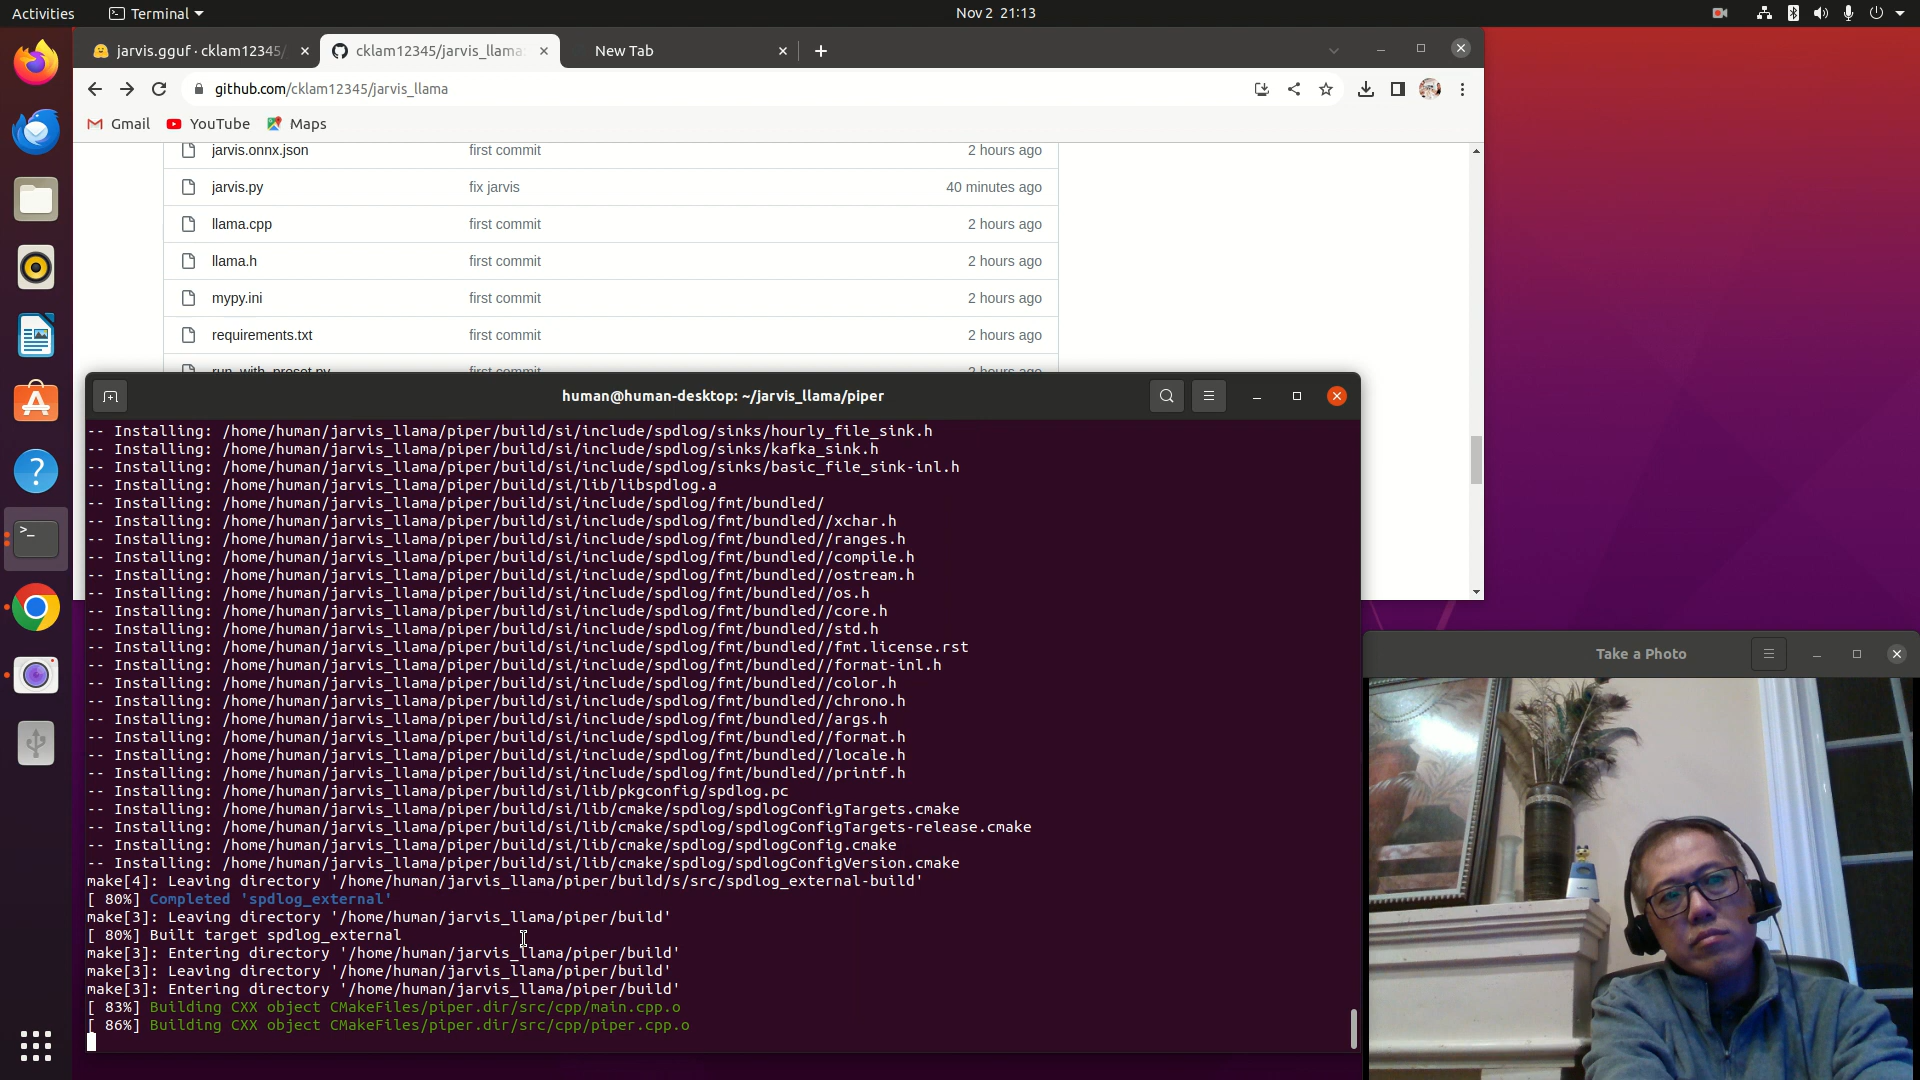 Activities
Terminal
Nov 2 21:13
jarvis.gguf · cklam12345/
cklam12345/jarvis_llama:
New Tab
github.com/cklam12345/jarvis_llama
Gmail
YouTube
Maps
jarvis.onnx.json first commit 2 hours ago
jarvis.py fix jarvis 40 minutes ago
llama.cpp first commit 2 hours ago
llama.h first commit 2 hours ago
mypy.ini first commit 2 hours ago
requirements.txt first commit 2 hours ago
run_with_preset.py first commit 2 hours ago
human@human-desktop: ~/jarvis_llama/piper
-- Installing: /home/human/jarvis_llama/piper/build/si/include/spdlog/sinks/hourly_file_sink.h
-- Installing: /home/human/jarvis_llama/piper/build/si/include/spdlog/sinks/kafka_sink.h
-- Installing: /home/human/jarvis_llama/piper/build/si/include/spdlog/sinks/basic_file_sink-inl.h
-- Installing: /home/human/jarvis_llama/piper/build/si/lib/libspdlog.a
-- Installing: /home/human/jarvis_llama/piper/build/si/include/spdlog/fmt/bundled/
-- Installing: /home/human/jarvis_llama/piper/build/si/include/spdlog/fmt/bundled//xchar.h
-- Installing: /home/human/jarvis_llama/piper/build/si/include/spdlog/fmt/bundled//ranges.h
-- Installing: /home/human/jarvis_llama/piper/build/si/include/spdlog/fmt/bundled//compile.h
-- Installing: /home/human/jarvis_llama/piper/build/si/include/spdlog/fmt/bundled//ostream.h
-- Installing: /home/human/jarvis_llama/piper/build/si/include/spdlog/fmt/bundled//os.h
-- Installing: /home/human/jarvis_llama/piper/build/si/include/spdlog/fmt/bundled//core.h
-- Installing: /home/human/jarvis_llama/piper/build/si/include/spdlog/fmt/bundled//std.h
-- Installing: /home/human/jarvis_llama/piper/build/si/include/spdlog/fmt/bundled//fmt.license.rst
-- Installing: /home/human/jarvis_llama/piper/build/si/include/spdlog/fmt/bundled//format-inl.h
-- Installing: /home/human/jarvis_llama/piper/build/si/include/spdlog/fmt/bundled//color.h
-- Installing: /home/human/jarvis_llama/piper/build/si/include/spdlog/fmt/bundled//chrono.h
-- Installing: /home/human/jarvis_llama/piper/build/si/include/spdlog/fmt/bundled//args.h
-- Installing: /home/human/jarvis_llama/piper/build/si/include/spdlog/fmt/bundled//format.h
-- Installing: /home/human/jarvis_llama/piper/build/si/include/spdlog/fmt/bundled//locale.h
-- Installing: /home/human/jarvis_llama/piper/build/si/include/spdlog/fmt/bundled//printf.h
-- Installing: /home/human/jarvis_llama/piper/build/si/lib/pkgconfig/spdlog.pc
-- Installing: /home/human/jarvis_llama/piper/build/si/lib/cmake/spdlog/spdlogConfigTargets.cmake
-- Installing: /home/human/jarvis_llama/piper/build/si/lib/cmake/spdlog/spdlogConfigTargets-release.cmake
-- Installing: /home/human/jarvis_llama/piper/build/si/lib/cmake/spdlog/spdlogConfig.cmake
-- Installing: /home/human/jarvis_llama/piper/build/si/lib/cmake/spdlog/spdlogConfigVersion.cmake
make[4]: Leaving directory '/home/human/jarvis_llama/piper/build/s/src/spdlog_external-build'
[ 80%] Completed 'spdlog_external'
make[3]: Leaving directory '/home/human/jarvis_llama/piper/build'
[ 80%] Built target spdlog_external
make[3]: Entering directory '/home/human/jarvis_llama/piper/build'
make[3]: Leaving directory '/home/human/jarvis_llama/piper/build'
make[3]: Entering directory '/home/human/jarvis_llama/piper/build'
[ 83%] Building CXX object CMakeFiles/piper.dir/src/cpp/main.cpp.o
[ 86%] Building CXX object CMakeFiles/piper.dir/src/cpp/piper.cpp.o
Take a Photo